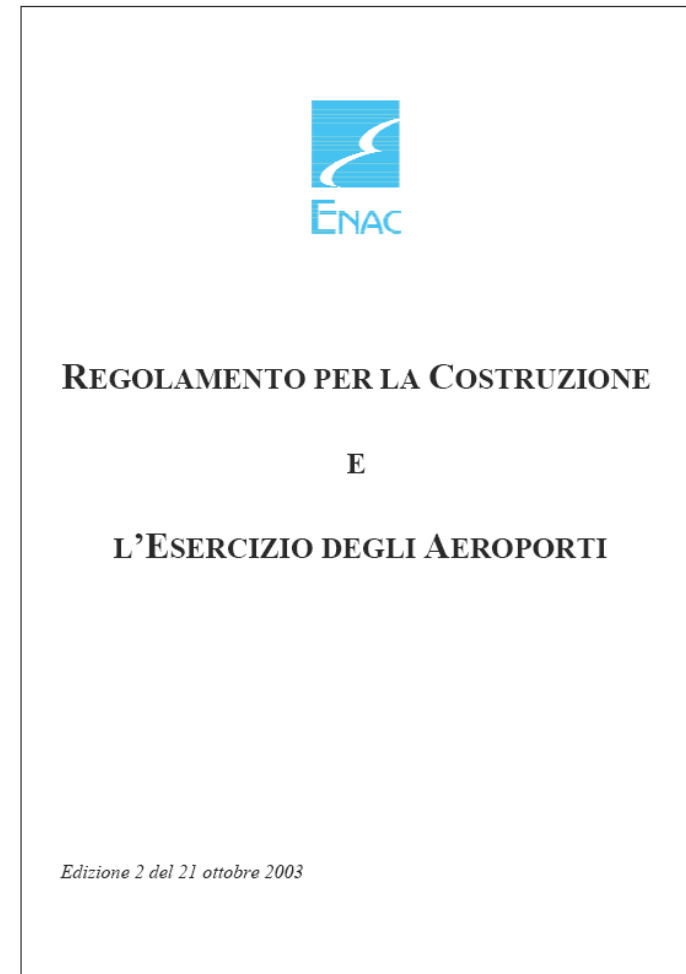 ENAC
REGOLAMENTO PER LA COSTRUZIONE
E
L'ESERCIZIO DEGLI AEROPORTI
Edizione 2 del 21 ottobre 2003